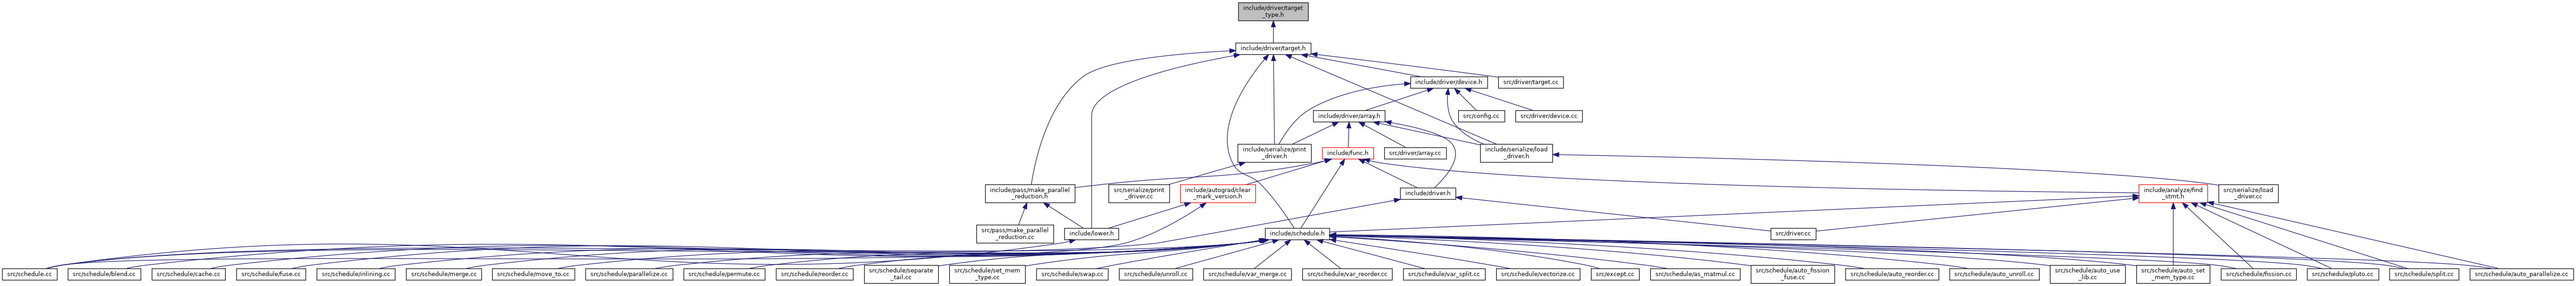 include/driver/target
_type.h
include/driver/target.h
include/driver/device.h
src/driver/target.cc
include/driver/array.h
src/config.cc
src/driver/device.cc
include/serialize/print
_driver.h
include/func.h
src/driver/array.cc
include/serialize/load
_driver.h
include/pass/make_parallel
_reduction.h
src/serialize/print
_driver.cc
include/autograd/clear
_mark_version.h
include/driver.h
include/analyze/find
_stmt.h
src/serialize/load
_driver.cc
src/pass/make_parallel
_reduction.cc
include/lower.h
include/schedule.h
src/driver.cc
src/schedule.cc
src/schedule/blend.cc
src/schedule/cache.cc
src/schedule/fuse.cc
src/schedule/inlining.cc
src/schedule/merge.cc
src/schedule/move_to.cc
src/schedule/parallelize.cc
src/schedule/permute.cc
src/schedule/reorder.cc
src/schedule/separate
_tail.cc
src/schedule/set_mem
_type.cc
src/schedule/swap.cc
src/schedule/unroll.cc
src/schedule/var_merge.cc
src/schedule/var_reorder.cc
src/schedule/var_split.cc
src/schedule/vectorize.cc
src/except.cc
src/schedule/as_matmul.cc
src/schedule/auto_fission
_fuse.cc
src/schedule/auto_reorder.cc
src/schedule/auto_unroll.cc
src/schedule/auto_use
_lib.cc
src/schedule/auto_set
_mem_type.cc
src/schedule/fission.cc
src/schedule/pluto.cc
src/schedule/split.cc
src/schedule/auto_parallelize.cc